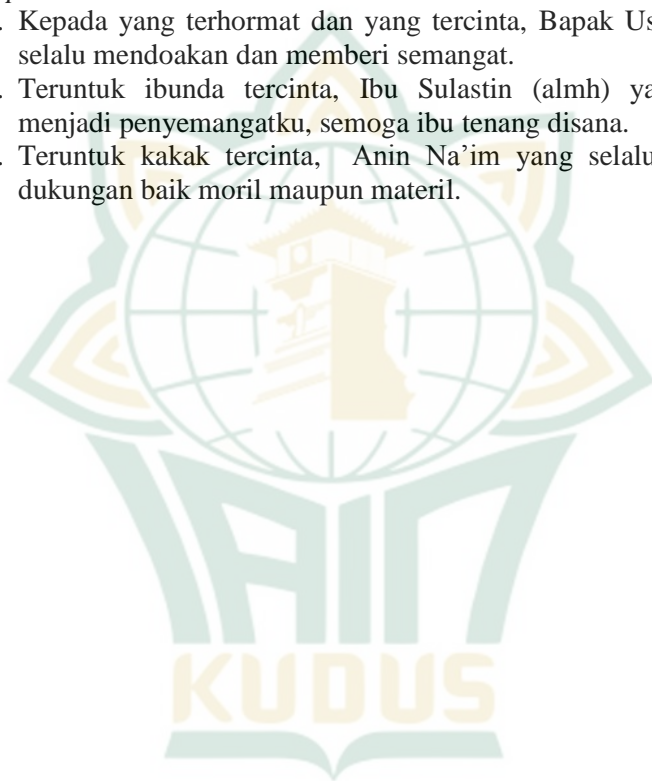 . Kepada yang terhormat dan yang tercinta, Bapak Us
selalu mendoakan dan memberi semangat.
. Teruntuk ibunda tercinta, Ibu Sulastin (almh) ya
menjadi penyemangatku, semoga ibu tenang disana.
. Teruntuk kakak tercinta, Anin Na’im yang selalu
dukungan baik moril maupun materil.
IAIN
KUDUS